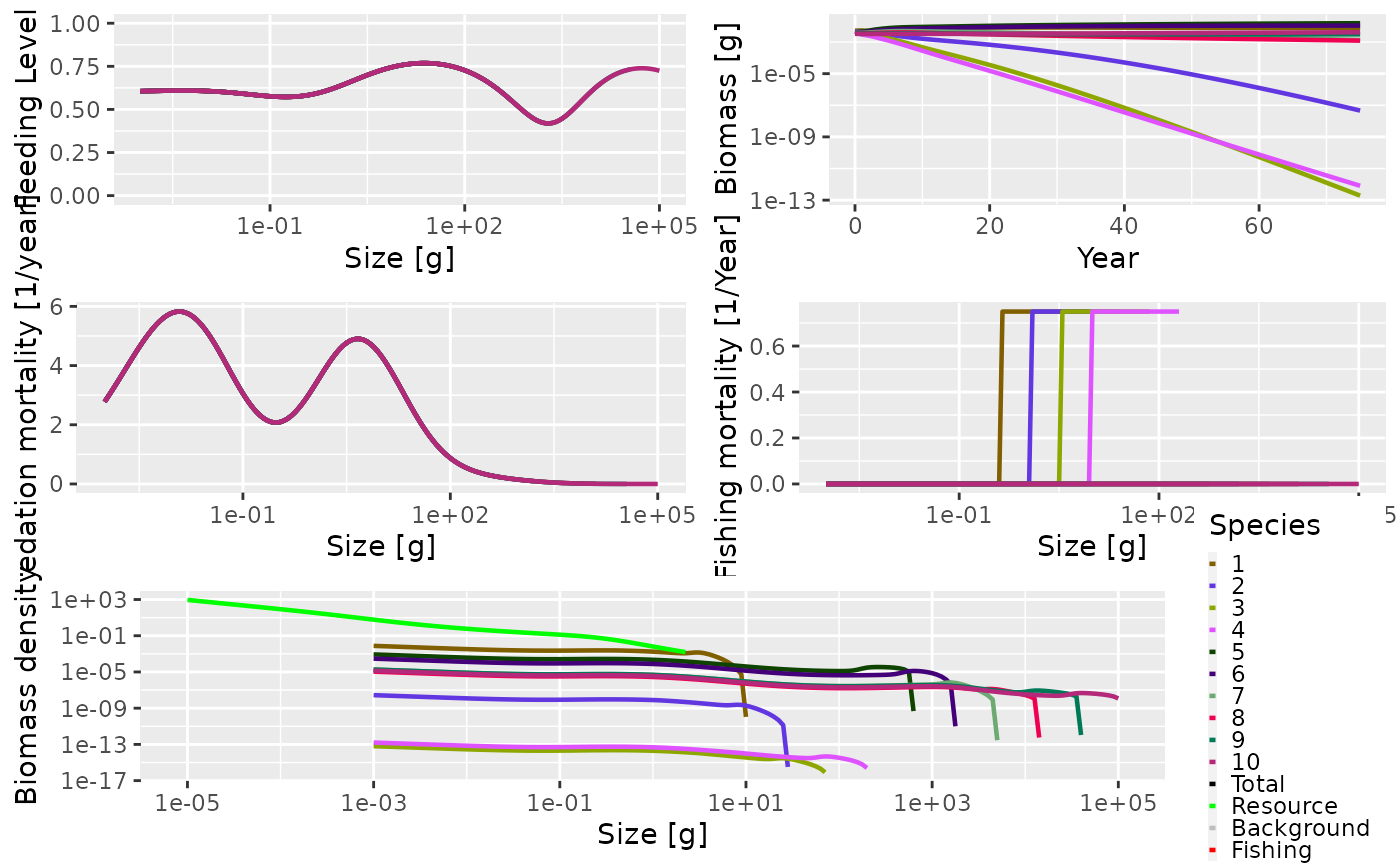 Feeding Level
1.00
0.75
0.50
0.25
0.00
1e-01 1e+02 1e+05
Size [g]
Biomass [g]
1e-05
1e-09
1e-13
0 20 40 60
Year
edation mortality [1/year]
6
4
2
0
1e-01 1e+02 1e+05
Size [g]
Fishing mortality [1/Year]
0.6
0.4
0.2
0.0
1e-01 1e+02 5
Size [g]
Biomass density
1e+03
1e-01
1e-05
1e-09
1e-13
1e-17
1e-05 1e-03 1e-01 1e+01 1e+03 1e+05
Size [g]
Species
1
2
3
4
5
6
7
8
9
10
Total
Resource
Background
Fishing